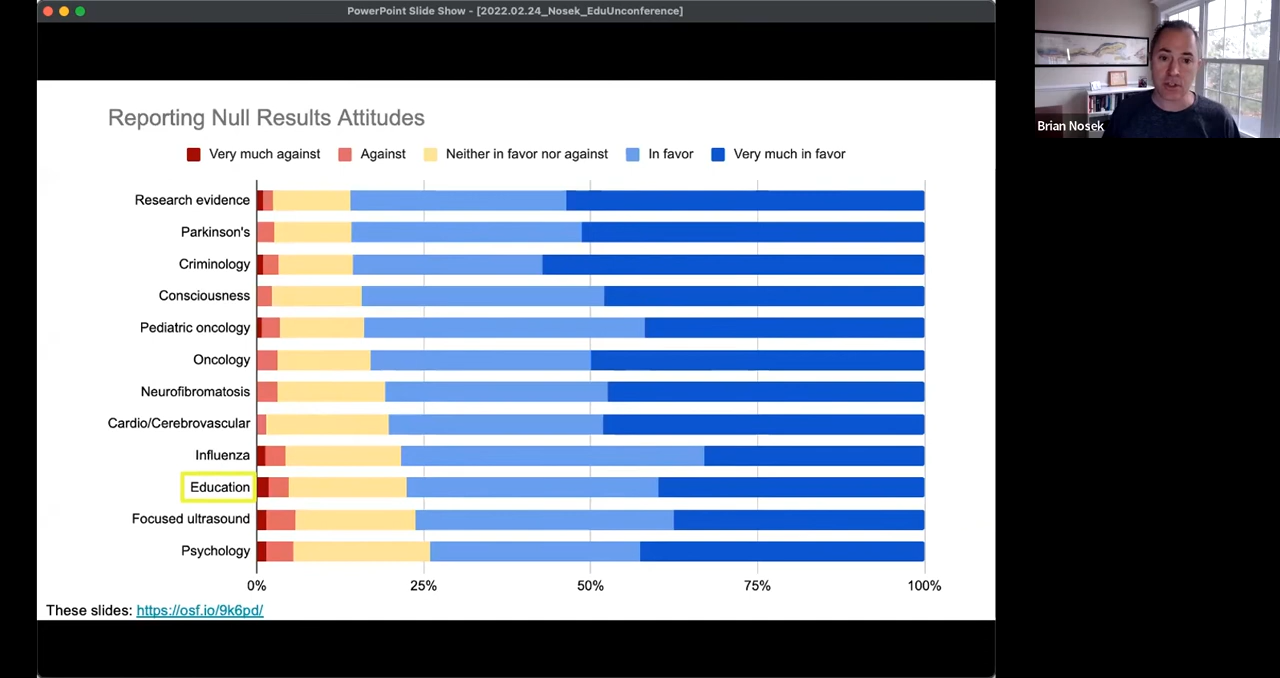 PowerPoint Slide Show - [2022.02.24_Nosek_EduUnconference]
Reporting Null Results Attitudes
Very much against Against Neither in favor nor against In favor Very much in favor
Research evidence
Parkinson's
Criminology
Consciousness
Pediatric oncology
Oncology
Neurofibromatosis
Cardio/Cerebrovascular
Influenza
Education
Focused ultrasound
Psychology
0% 25% 50% 75% 100%
These slides: https://osf.io/9k6pd/
Brian Nosek